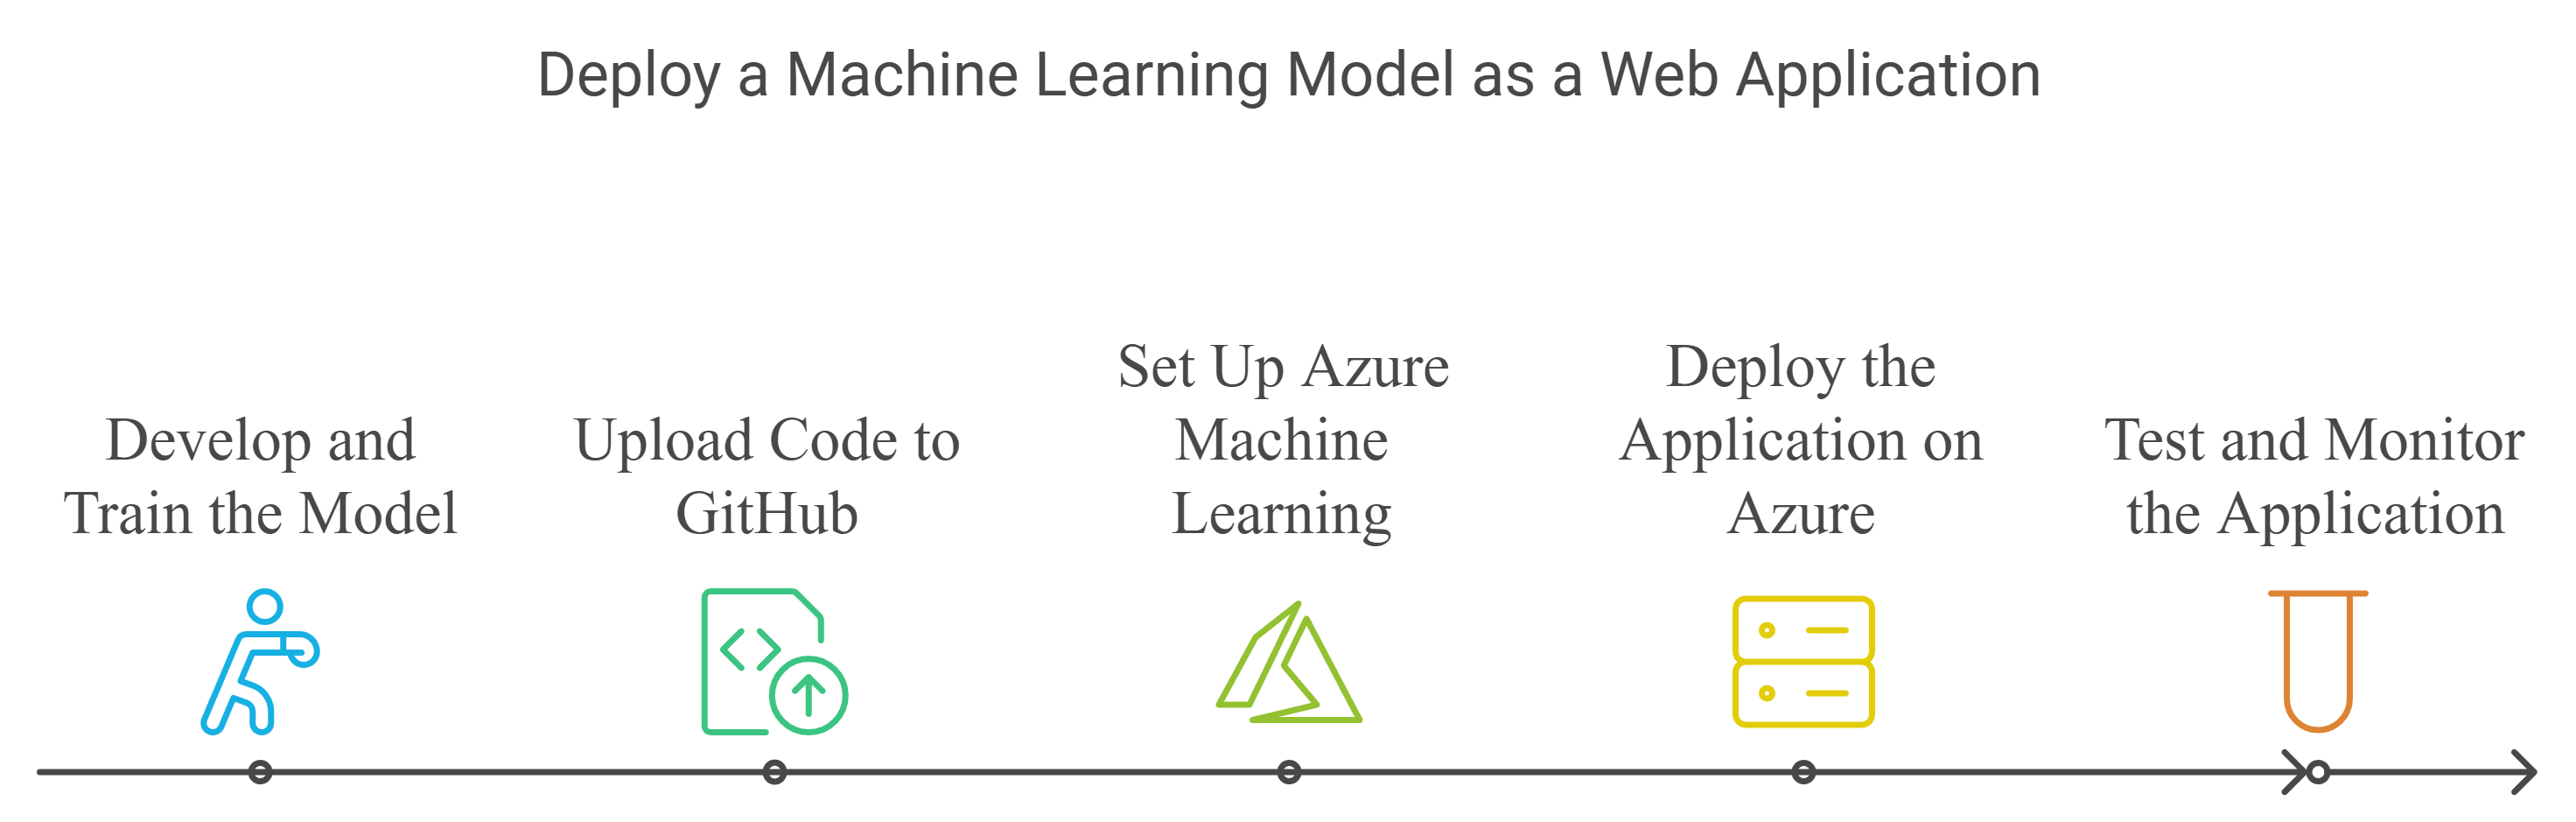 Deploy a Machine Learning Model as a Web Application
Develop and
Train the Model
Upload Code to
GitHub
Set Up Azure
Machine
Learning
Deploy the
Application on
Azure
Test and Monitor
the Application